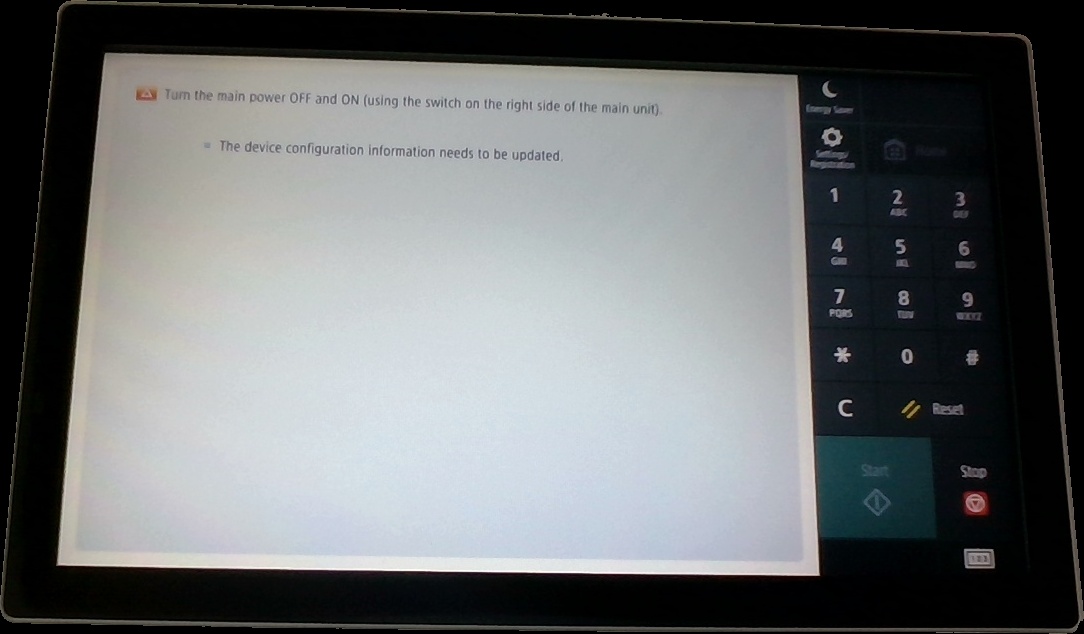 Turn the main power OFF and ON (using the switch on the right side of the main unit).
The device configuration information needs to be updated.
Energy Saver
Settings/
Registration
Home
1
2
ABC
3
DEF
4
GHI
5
JKL
6
MNO
7
PQRS
8
TUV
9
WXYZ
*
0
#
C
Reset
Start
Stop
123